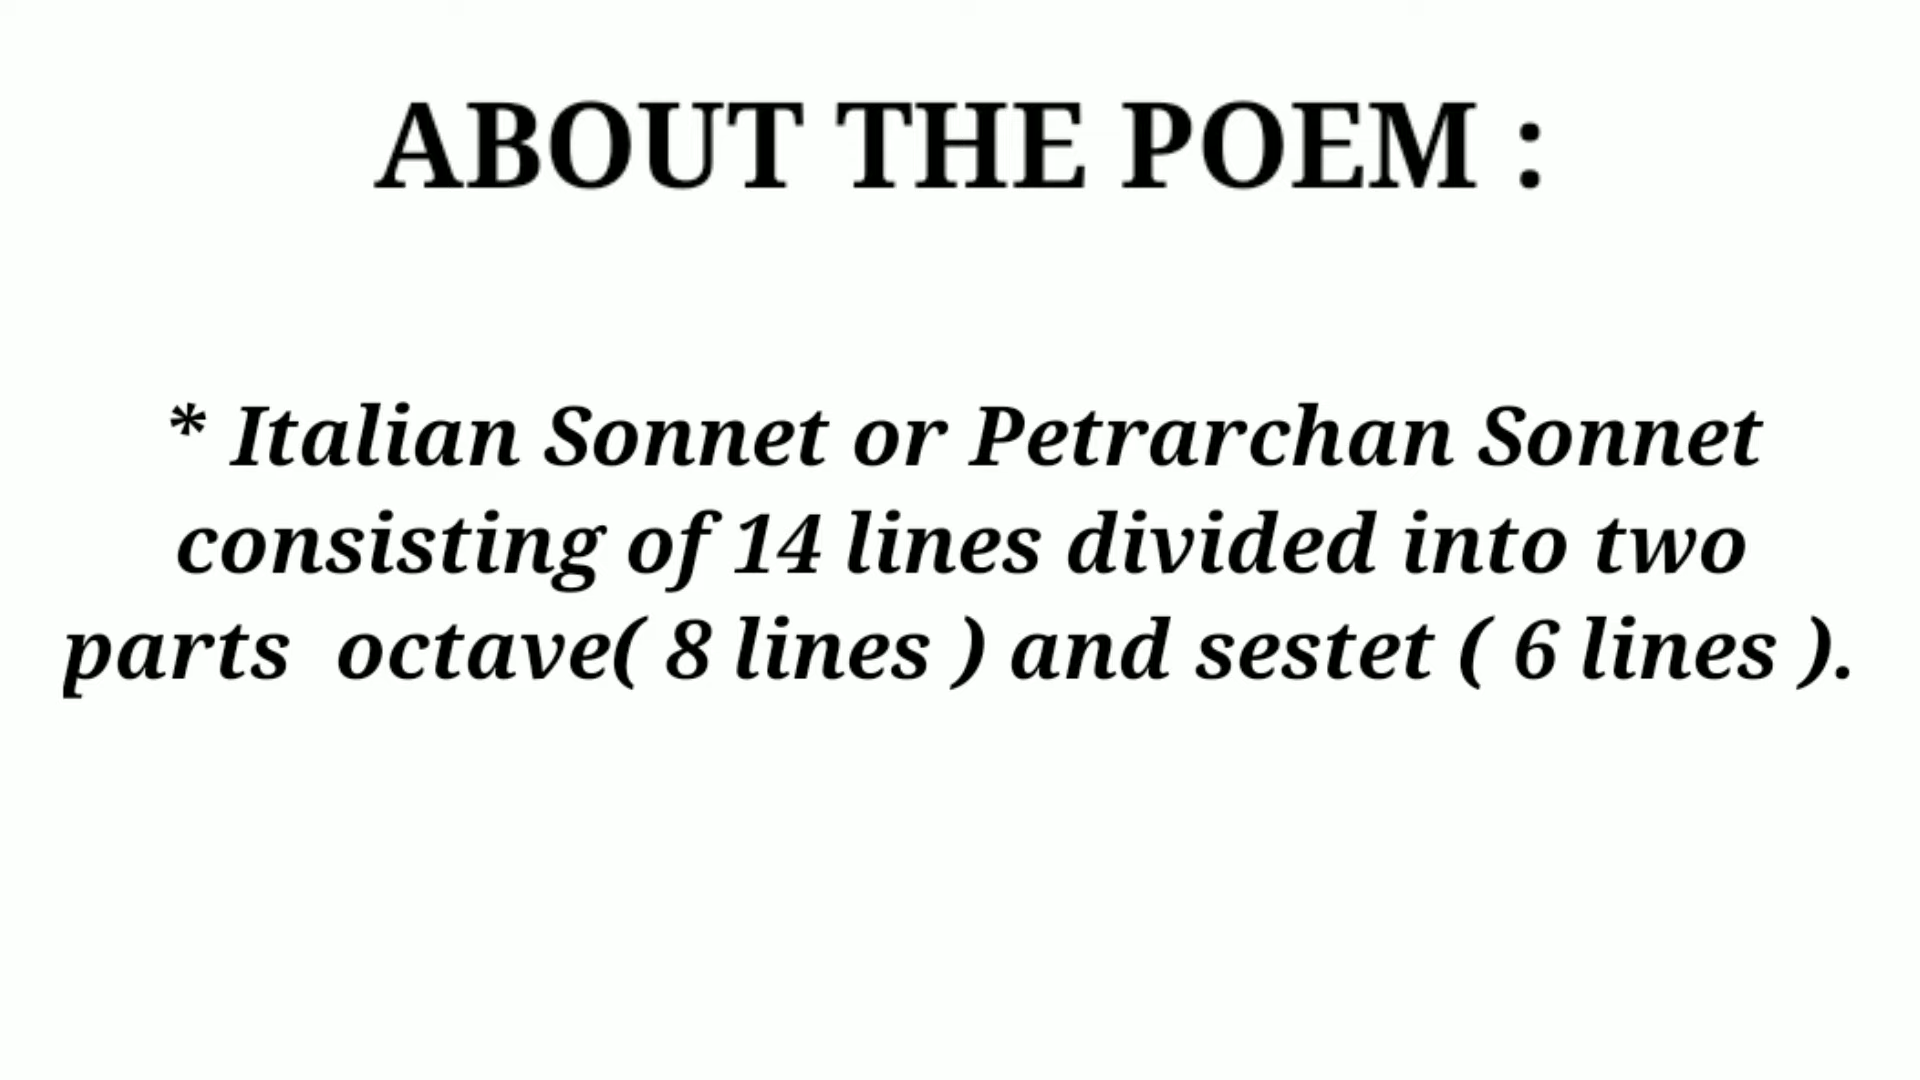 ABOUT THE POEM :
* Italian Sonnet or Petrarchan Sonnet
consisting of 14 lines divided into two
parts  octave( 8 lines ) and sestet ( 6 lines ).